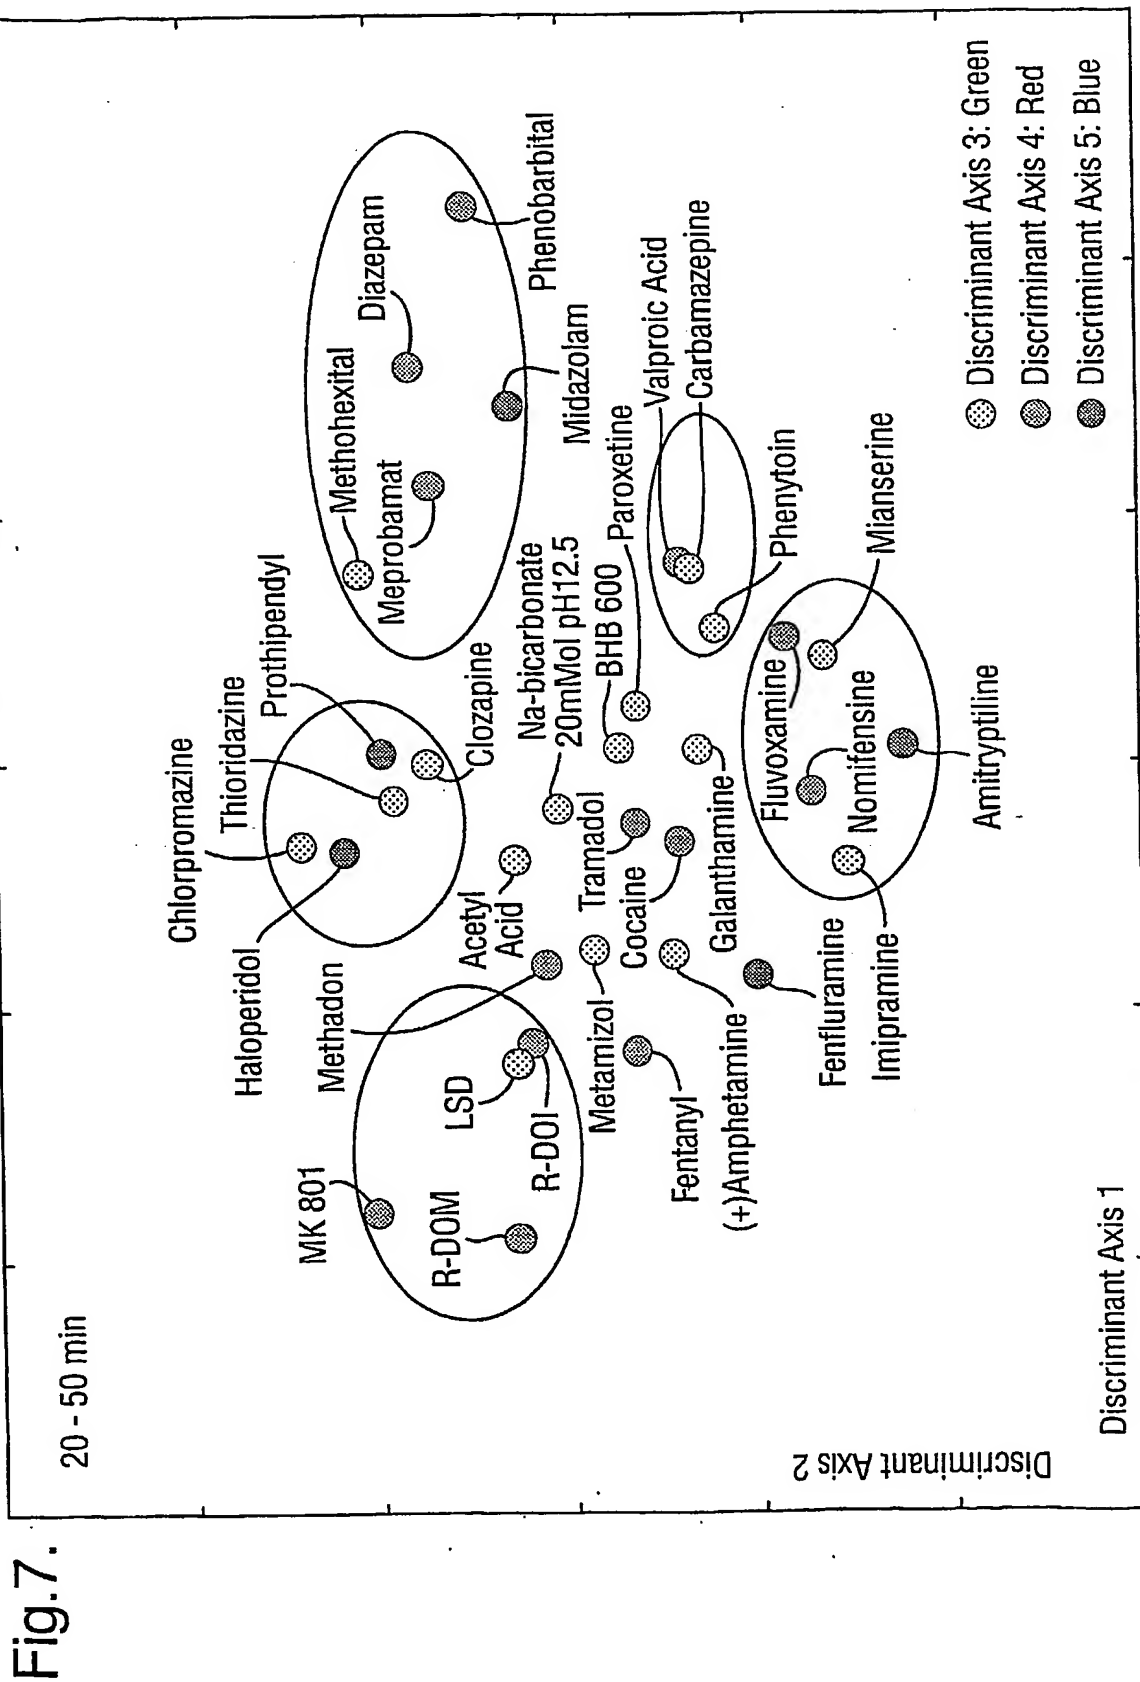 Fig.7.
20 - 50 min
Chlorpromazine
Thioridazine
Prothipendyl
Haloperidol
Clozapine
Methohexital
Diazepam
Meprobamat
Phenobarbital
Midazolam
MK 801
Methadon
LSD
R-DOM
R-DOI
Acetyl
Acid
Na-bicarbonate
20mMol pH12.5
BHB 600
Paroxetine
Valproic Acid
Carbamazepine
Phenytoin
Metamizol
Tramadol
Cocaine
Galanthamine
Fentanyl
(+)Amphetamine
Fenfluramine
Imipramine
Fluvoxamine
Nomifensine
Mianserine
Amitryptiline
Discriminant Axis 3: Green
Discriminant Axis 4: Red
Discriminant Axis 5: Blue
Discriminant Axis 2
Discriminant Axis 1